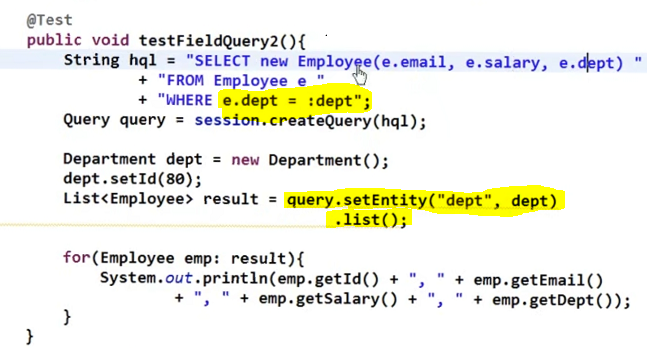 @Test
public void testFieldQuery2(){
String hql = "SELECT new Employee(e.email, e.salary, e.dept) "
+ "FROM Employee e "
+ "WHERE e.dept = :dept";
Query query = session.createQuery(hql);
Department dept = new Department();
dept.setId(80);
List<Employee> result = query.setEntity("dept", dept)
.list();
for(Employee emp: result){
System.out.println(emp.getId() + ", " + emp.getEmail()
+ ", " + emp.getSalary() + ", " + emp.getDept());
}
}